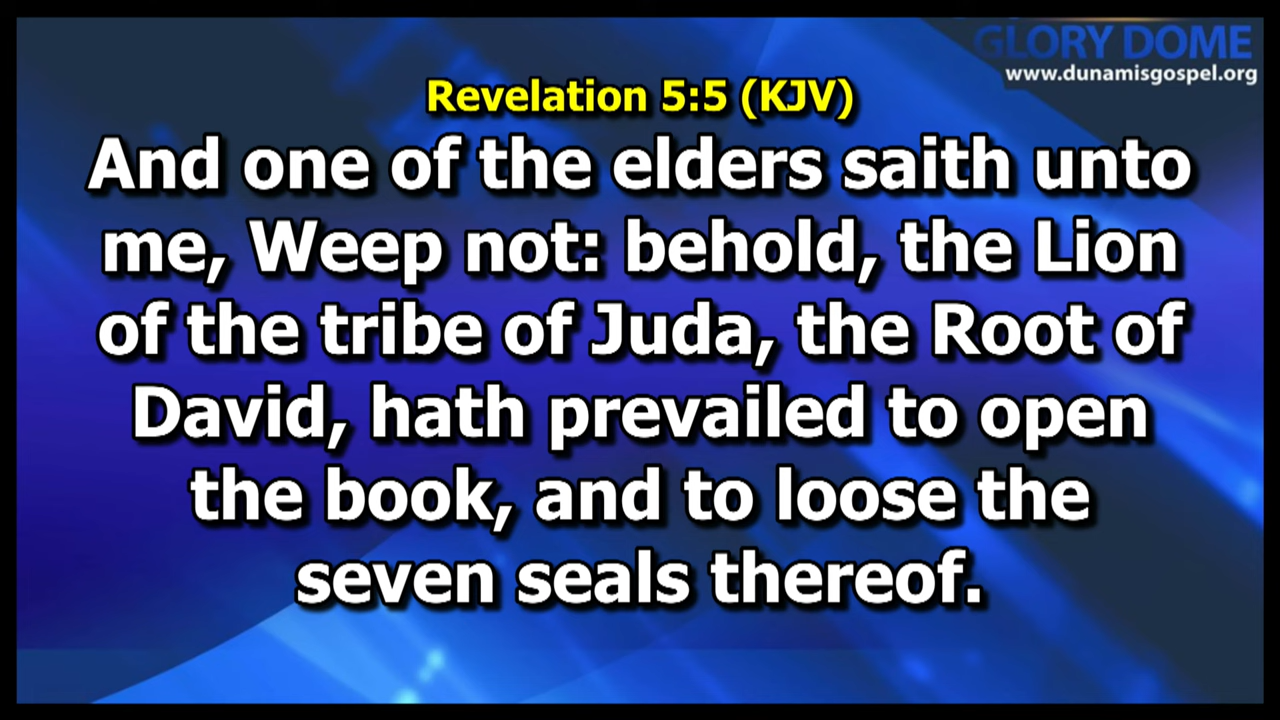 GLORY DOME
www.dunamisgospel.org
Revelation 5:5 (KJV)
And one of the elders saith unto
me, Weep not: behold, the Lion
of the tribe of Juda, the Root of
David, hath prevailed to open
the book, and to loose the
seven seals thereof.